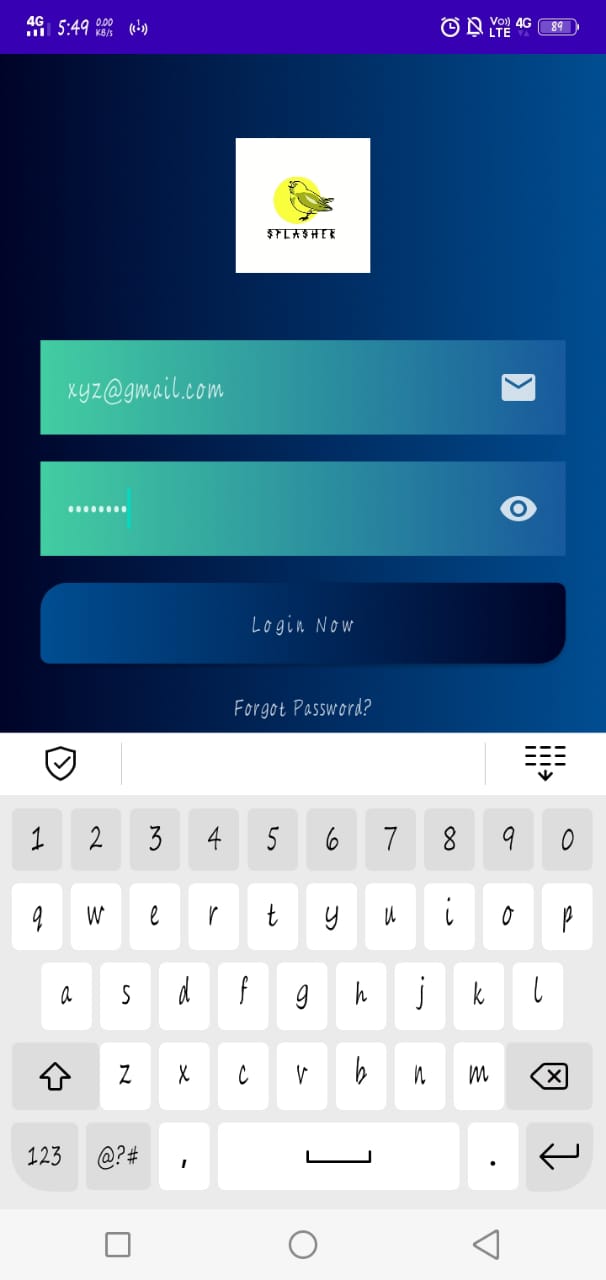 4G 5:49 0.00 KB/s
Vo)) LTE 4G 89
SPLASHER
xyz@gmail.com
••••••••
Login Now
Forgot Password?
1 2 3 4 5 6 7 8 9 0
q w e r t y u i o p
a s d f g h j k l
z x c v b n m
123 @?# , .